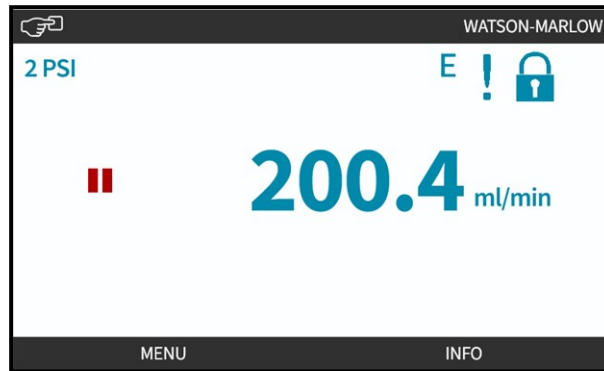 WATSON-MARLOW
2 PSI
E !
200.4 ml/min
MENU INFO